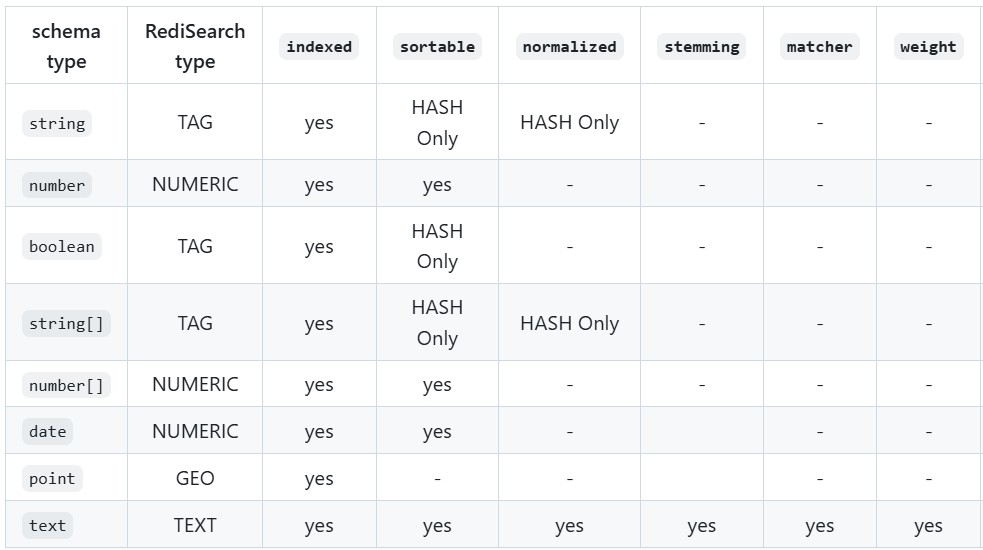 schema type RediSearch type indexed sortable normalized stemming matcher weight
string TAG yes HASH Only HASH Only - - -
number NUMERIC yes yes - - - -
boolean TAG yes HASH Only - - - -
string[] TAG yes HASH Only HASH Only - - -
number[] NUMERIC yes yes - - - -
date NUMERIC yes yes - - -
point GEO yes - - - -
text TEXT yes yes yes yes yes yes